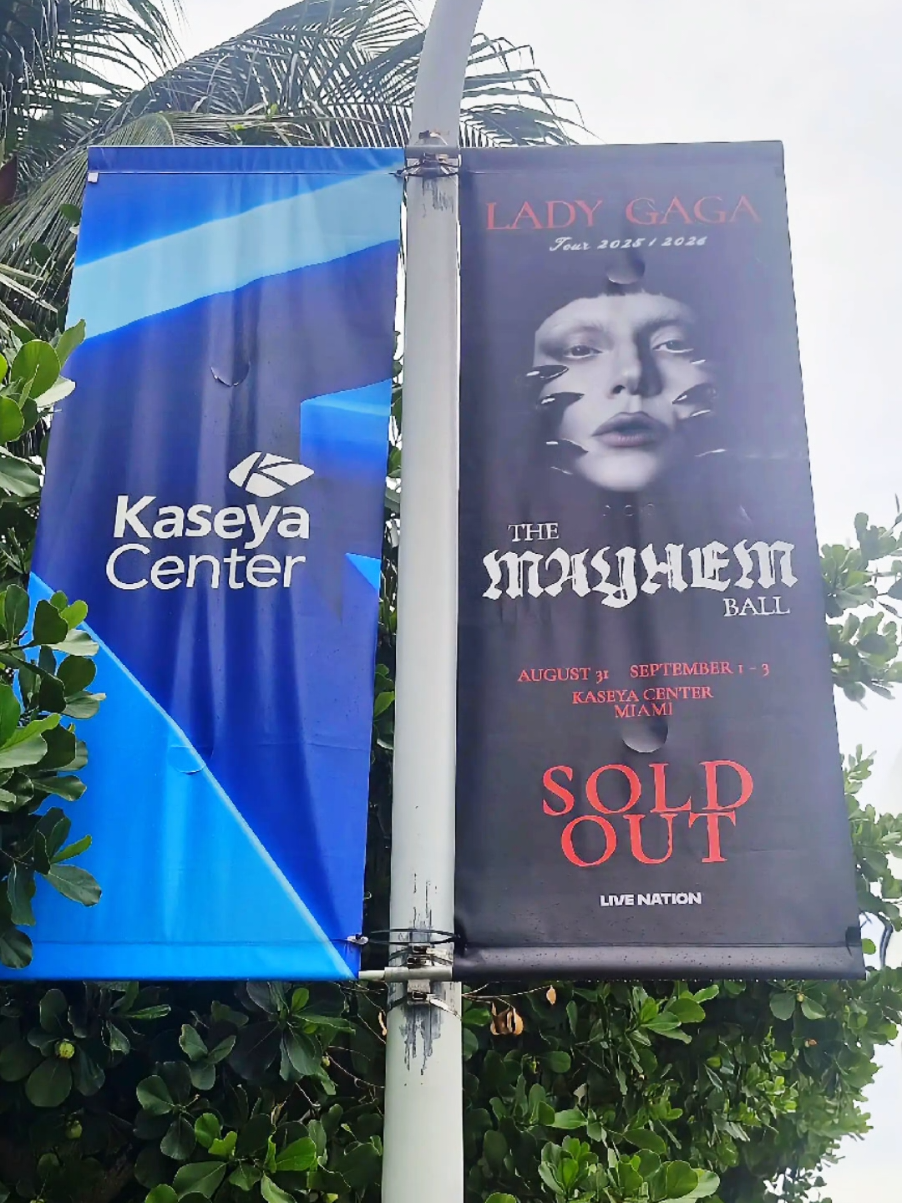 Kaseya
Center
LADY GAGA
Tour 2025 / 2026
THE
MAYHEM
BALL
AUGUST 31 SEPTEMBER 1 - 3
KASEYA CENTER
MIAMI
SOLD
OUT
LIVE NATION